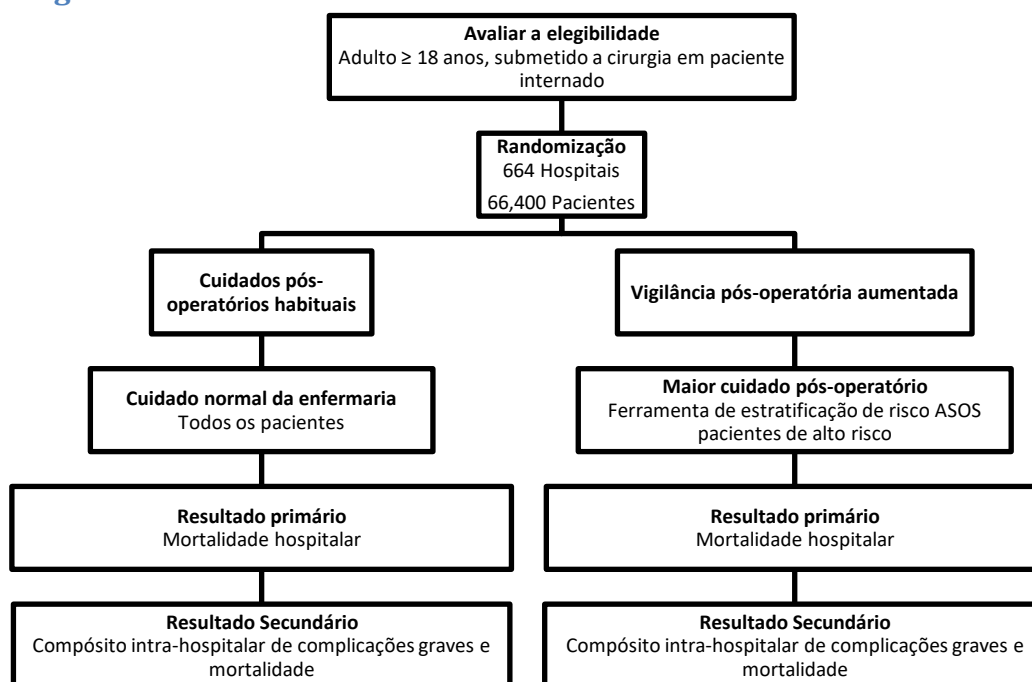 Avaliar a elegibilidade
Adulto ≥ 18 anos, submetido a cirurgia em paciente
internado
Randomização
664 Hospitais
66,400 Pacientes
Cuidados pós-
operatórios habituais
Vigilância pós-operatória aumentada
Cuidado normal da enfermaria
Todos os pacientes
Maior cuidado pós-operatório
Ferramenta de estratificação de risco ASOS
pacientes de alto risco
Resultado primário
Mortalidade hospitalar
Resultado primário
Mortalidade hospitalar
Resultado Secundário
Compósito intra-hospitalar de complicações graves e
mortalidade
Resultado Secundário
Compósito intra-hospitalar de complicações graves e
mortalidade